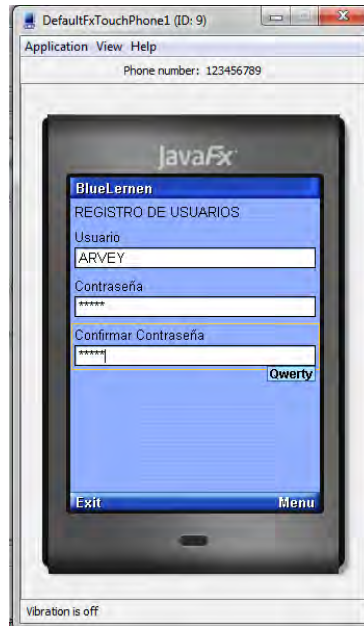 DefaultFxTouchPhone1 (ID: 9)
Application View Help
Phone number: 123456789
JavaFx
BlueLernen
REGISTRO DE USUARIOS
Usuario
ARVEY
Contraseña
*****
Confirmar Contraseña
*****
Qwerty
Exit Menu
Vibration is off